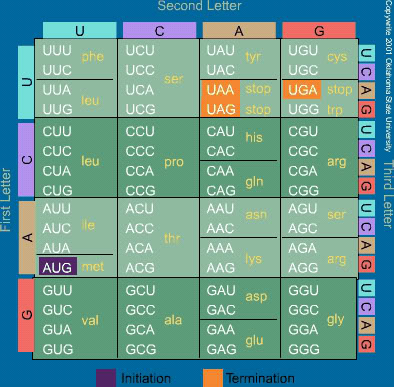 Second Letter
U C A G
UUU phe UCU ser UAU tyr UGU cys U
UUC UCC UAC UGC C
UUA leu UCA UAA stop UGA stop A
UUG UCG UAG stop UGG trp G
CUU leu CCU pro CAU his CGU arg U
CUC CCC CAC CGC C
CUA CCA CAA gln CGA A
CUG CCG CAG CGG G
AUU ile ACU thr AAU asn AGU ser U
AUC ACC AAC AGC C
AUA ACA AAA lys AGA arg A
AUG met ACG AAG AGG G
GUU val GCU ala GAU asp GGU gly U
GUC GCC GAC GGC C
GUA GCA GAA glu GGA A
GUG GCG GAG GGG G
First Letter
U
C
A
G
Third Letter
Copywrite 2001 Oklahoma State University
Initiation Termination